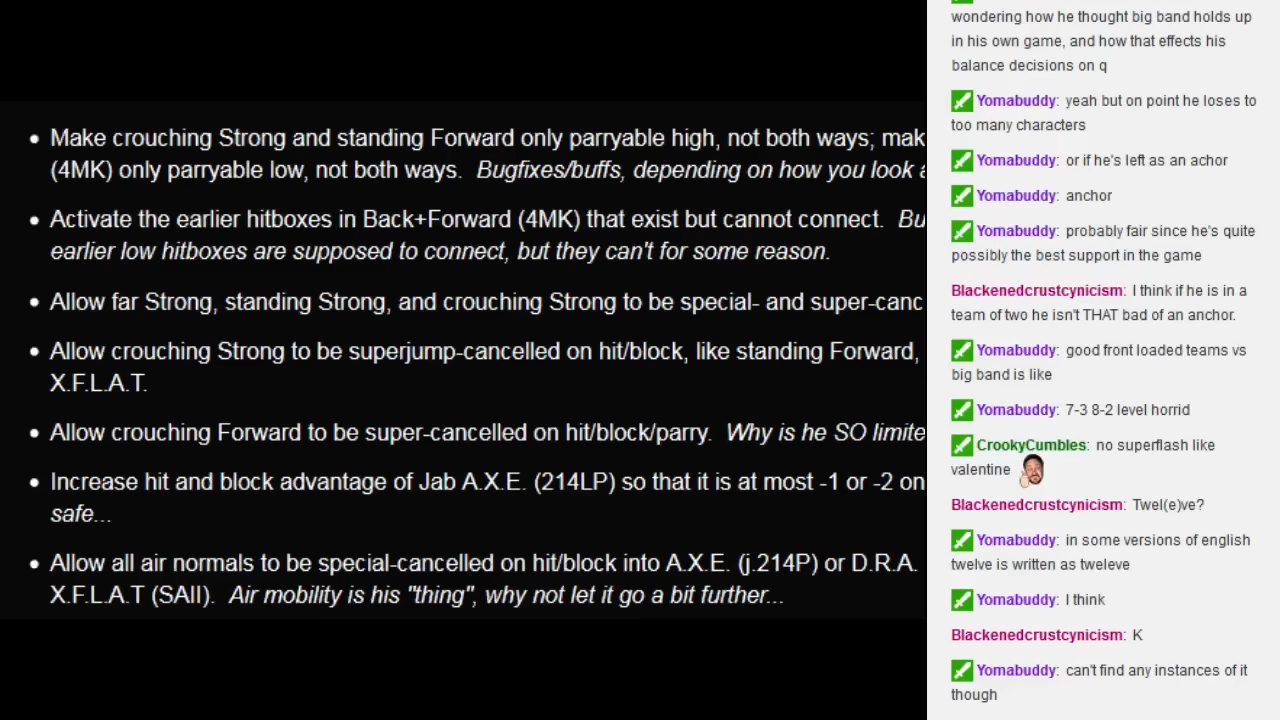 Make crouching Strong and standing Forward only parryable high, not both ways; mak
(4MK) only parryable low, not both ways. Bugfixes/buffs, depending on how you look a
Activate the earlier hitboxes in Back+Forward (4MK) that exist but cannot connect. Bu
earlier low hitboxes are supposed to connect, but they can't for some reason.
Allow far Strong, standing Strong, and crouching Strong to be special- and super-canc
Allow crouching Strong to be superjump-cancelled on hit/block, like standing Forward,
X.F.L.A.T.
Allow crouching Forward to be super-cancelled on hit/block/parry. Why is he SO limite
Increase hit and block advantage of Jab A.X.E. (214LP) so that it is at most -1 or -2 on
safe...
Allow all air normals to be special-cancelled on hit/block into A.X.E. (j.214P) or D.R.A.
X.F.L.A.T (SAII). Air mobility is his "thing", why not let it go a bit further...
wondering how he thought big band holds up
in his own game, and how that effects his
balance decisions on q
Yomabuddy: yeah but on point he loses to
too many characters
Yomabuddy: or if he's left as an achor
Yomabuddy: anchor
Yomabuddy: probably fair since he's quite
possibly the best support in the game
Blackenedcrustcynicism: I think if he is in a
team of two he isn't THAT bad of an anchor.
Yomabuddy: good front loaded teams vs
big band is like
Yomabuddy: 7-3 8-2 level horrid
CrookyCumbles: no superflash like
valentine
Blackenedcrustcynicism: Twel(e)ve?
Yomabuddy: in some versions of english
twelve is written as tweleve
Yomabuddy: I think
Blackenedcrustcynicism: K
Yomabuddy: can't find any instances of it
though